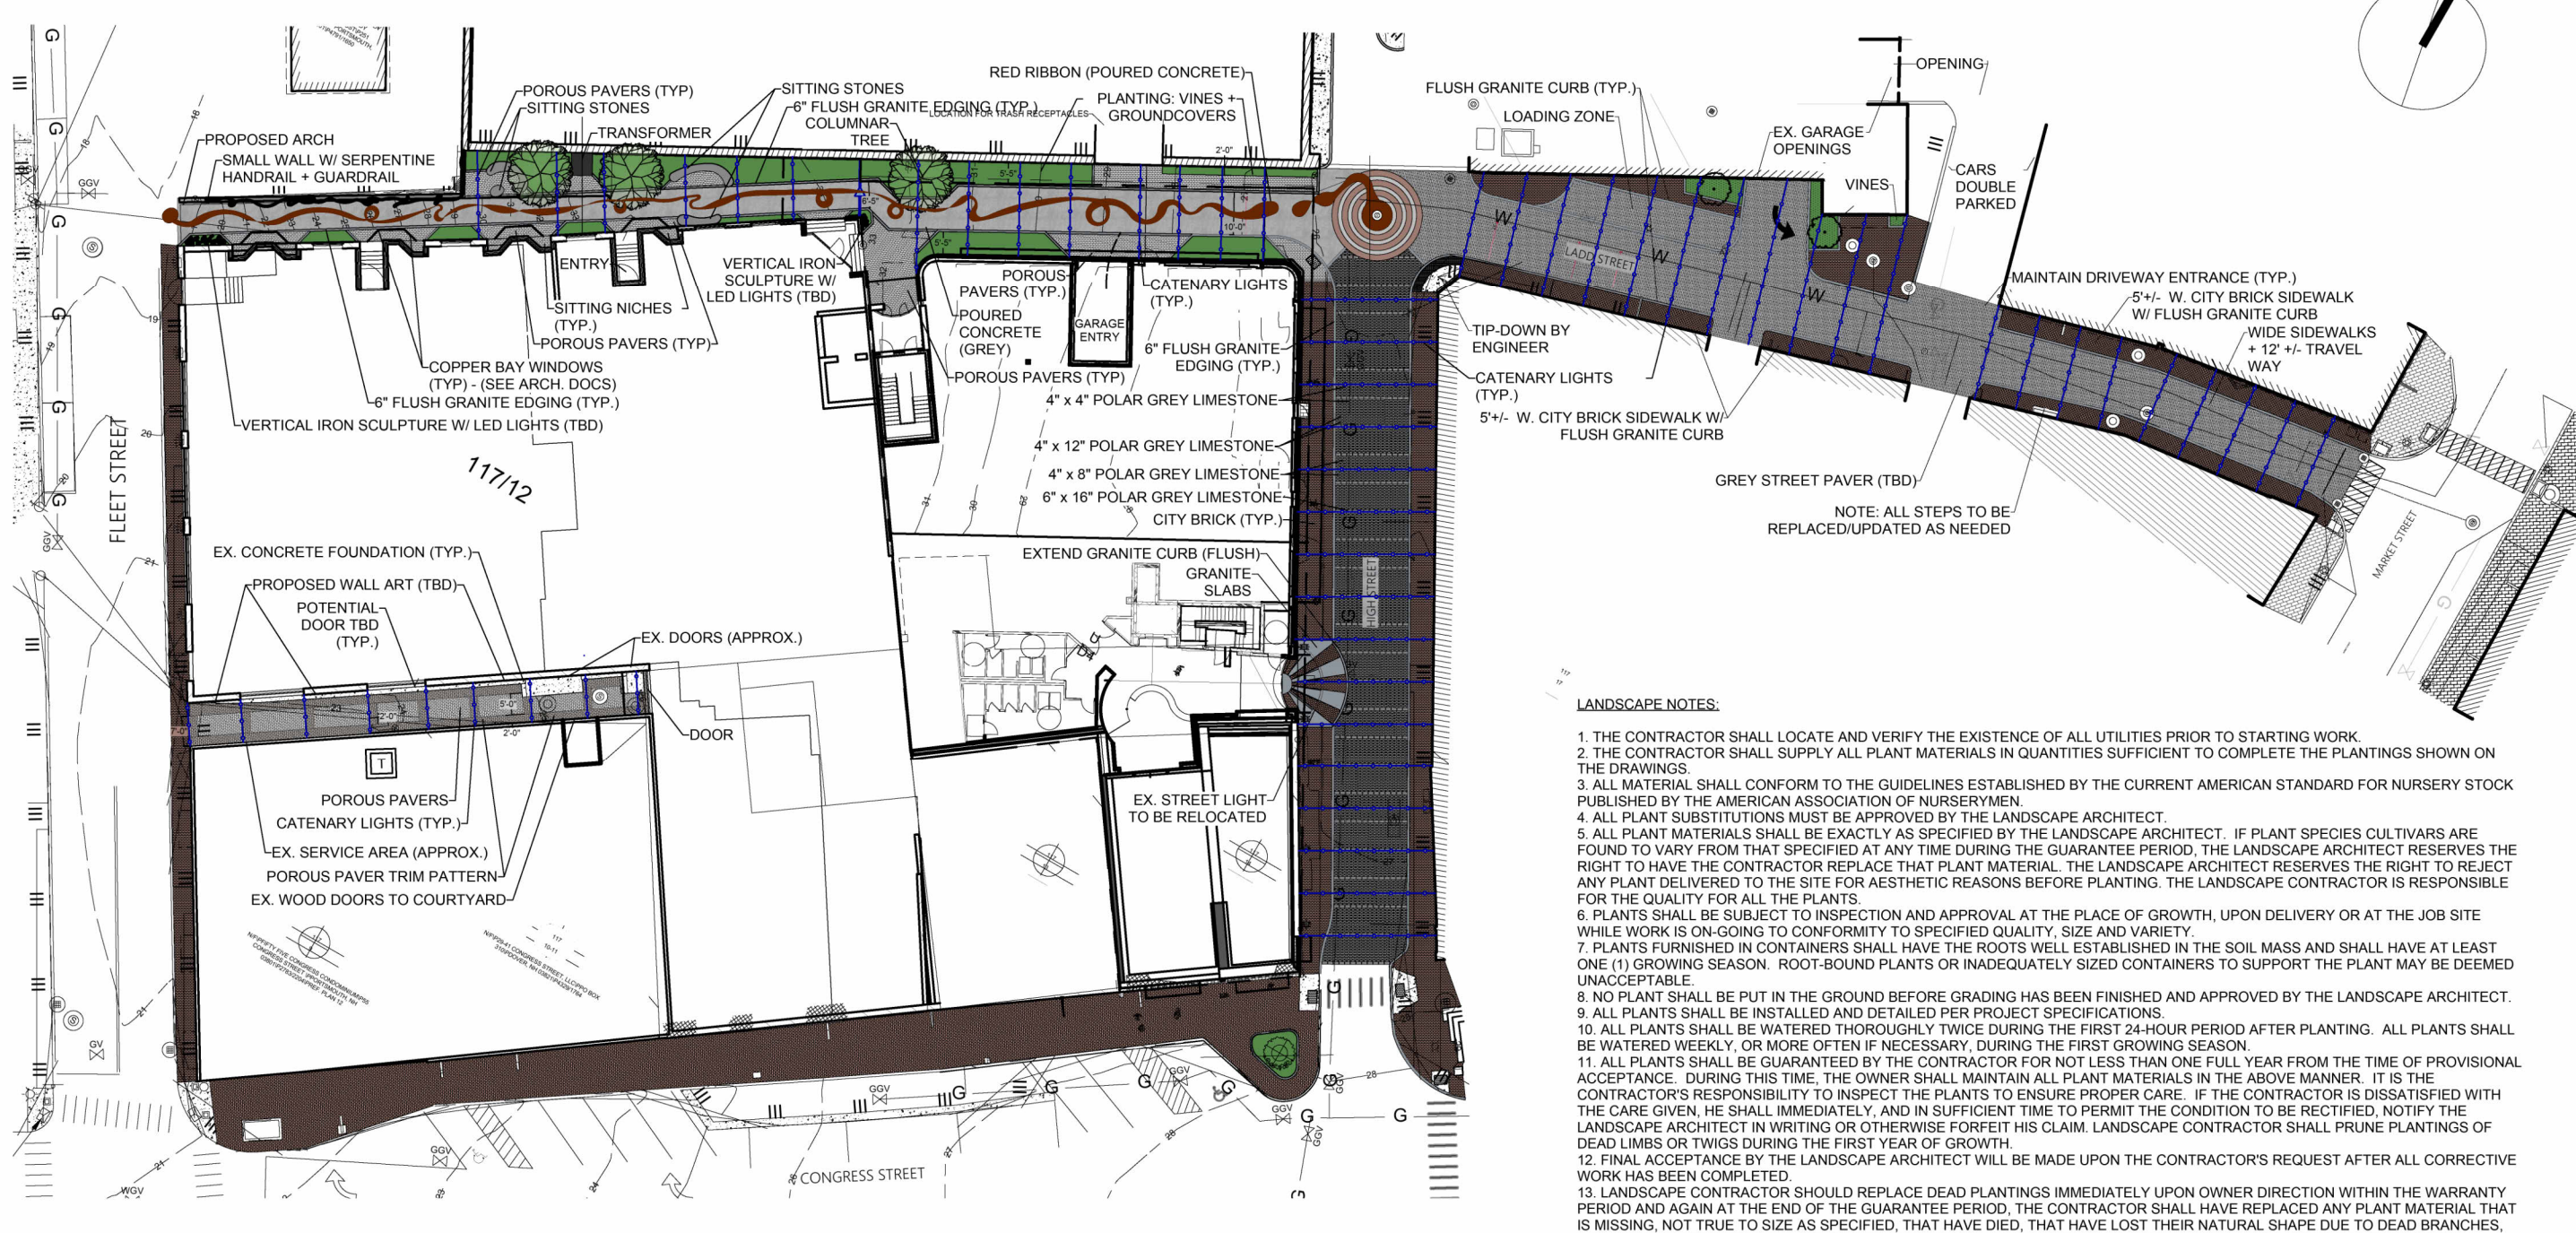 OPENING
RED RIBBON (POURED CONCRETE)
POROUS PAVERS (TYP)
SITTING STONES
SITTING STONES
6" FLUSH GRANITE EDGING (TYP.)
LOCATION FOR TRASH RECEPTACLES
PLANTING: VINES +
GROUNDCOVERS
FLUSH GRANITE CURB (TYP.)
LOADING ZONE
PROPOSED ARCH
SMALL WALL W/ SERPENTINE
HANDRAIL + GUARDRAIL
TRANSFORMER
COLUMNAR
TREE
EX. GARAGE
OPENINGS
CARS
DOUBLE
PARKED
VINES
2'-0"
5'-5"
6'-5"
10'-0"
5'-5"
GGV
LADD STREET
ENTRY
VERTICAL IRON
SCULPTURE W/
LED LIGHTS (TBD)
SITTING NICHES
(TYP.)
POROUS PAVERS (TYP)
COPPER BAY WINDOWS
(TYP) - (SEE ARCH. DOCS)
6" FLUSH GRANITE EDGING (TYP.)
VERTICAL IRON SCULPTURE W/ LED LIGHTS (TBD)
POROUS
PAVERS (TYP.)
POURED
CONCRETE
(GREY)
GARAGE
ENTRY
CATENARY LIGHTS
(TYP.)
POROUS PAVERS (TYP)
6" FLUSH GRANITE
EDGING (TYP.)
4" x 4" POLAR GREY LIMESTONE
4" x 12" POLAR GREY LIMESTONE
4" x 8" POLAR GREY LIMESTONE
6" x 16" POLAR GREY LIMESTONE
CITY BRICK (TYP.)
EXTEND GRANITE CURB (FLUSH)
GRANITE
SLABS
TIP-DOWN BY
ENGINEER
CATENARY LIGHTS
(TYP.)
5'+/- W. CITY BRICK SIDEWALK W/
FLUSH GRANITE CURB
MAINTAIN DRIVEWAY ENTRANCE (TYP.)
5'+/- W. CITY BRICK SIDEWALK
W/ FLUSH GRANITE CURB
WIDE SIDEWALKS
+ 12' +/- TRAVEL
WAY
GREY STREET PAVER (TBD)
NOTE: ALL STEPS TO BE
REPLACED/UPDATED AS NEEDED
MARKET STREET
HIGH STREET
FLEET STREET
117/12
EX. CONCRETE FOUNDATION (TYP.)
PROPOSED WALL ART (TBD)
POTENTIAL
DOOR TBD
(TYP.)
EX. DOORS (APPROX.)
5'-0"
2'-0"
2'-0"
7'-0"
DOOR
T
POROUS PAVERS
CATENARY LIGHTS (TYP.)
EX. SERVICE AREA (APPROX.)
POROUS PAVER TRIM PATTERN
EX. WOOD DOORS TO COURTYARD
EX. STREET LIGHT
TO BE RELOCATED
117
10-11
GV
GGV
GGV
GGV
GGV
WGV
CONGRESS STREET
117
17
LANDSCAPE NOTES:
1. THE CONTRACTOR SHALL LOCATE AND VERIFY THE EXISTENCE OF ALL UTILITIES PRIOR TO STARTING WORK.
2. THE CONTRACTOR SHALL SUPPLY ALL PLANT MATERIALS IN QUANTITIES SUFFICIENT TO COMPLETE THE PLANTINGS SHOWN ON
THE DRAWINGS.
3. ALL MATERIAL SHALL CONFORM TO THE GUIDELINES ESTABLISHED BY THE CURRENT AMERICAN STANDARD FOR NURSERY STOCK
PUBLISHED BY THE AMERICAN ASSOCIATION OF NURSERYMEN.
4. ALL PLANT SUBSTITUTIONS MUST BE APPROVED BY THE LANDSCAPE ARCHITECT.
5. ALL PLANT MATERIALS SHALL BE EXACTLY AS SPECIFIED BY THE LANDSCAPE ARCHITECT. IF PLANT SPECIES CULTIVARS ARE
FOUND TO VARY FROM THAT SPECIFIED AT ANY TIME DURING THE GUARANTEE PERIOD, THE LANDSCAPE ARCHITECT RESERVES THE
RIGHT TO HAVE THE CONTRACTOR REPLACE THAT PLANT MATERIAL. THE LANDSCAPE ARCHITECT RESERVES THE RIGHT TO REJECT
ANY PLANT DELIVERED TO THE SITE FOR AESTHETIC REASONS BEFORE PLANTING. THE LANDSCAPE CONTRACTOR IS RESPONSIBLE
FOR THE QUALITY FOR ALL THE PLANTS.
6. PLANTS SHALL BE SUBJECT TO INSPECTION AND APPROVAL AT THE PLACE OF GROWTH, UPON DELIVERY OR AT THE JOB SITE
WHILE WORK IS ON-GOING TO CONFORMITY TO SPECIFIED QUALITY, SIZE AND VARIETY.
7. PLANTS FURNISHED IN CONTAINERS SHALL HAVE THE ROOTS WELL ESTABLISHED IN THE SOIL MASS AND SHALL HAVE AT LEAST
ONE (1) GROWING SEASON. ROOT-BOUND PLANTS OR INADEQUATELY SIZED CONTAINERS TO SUPPORT THE PLANT MAY BE DEEMED
UNACCEPTABLE.
8. NO PLANT SHALL BE PUT IN THE GROUND BEFORE GRADING HAS BEEN FINISHED AND APPROVED BY THE LANDSCAPE ARCHITECT.
9. ALL PLANTS SHALL BE INSTALLED AND DETAILED PER PROJECT SPECIFICATIONS.
10. ALL PLANTS SHALL BE WATERED THOROUGHLY TWICE DURING THE FIRST 24-HOUR PERIOD AFTER PLANTING. ALL PLANTS SHALL
BE WATERED WEEKLY, OR MORE OFTEN IF NECESSARY, DURING THE FIRST GROWING SEASON.
11. ALL PLANTS SHALL BE GUARANTEED BY THE CONTRACTOR FOR NOT LESS THAN ONE FULL YEAR FROM THE TIME OF PROVISIONAL
ACCEPTANCE. DURING THIS TIME, THE OWNER SHALL MAINTAIN ALL PLANT MATERIALS IN THE ABOVE MANNER. IT IS THE
CONTRACTOR'S RESPONSIBILITY TO INSPECT THE PLANTS TO ENSURE PROPER CARE. IF THE CONTRACTOR IS DISSATISFIED WITH
THE CARE GIVEN, HE SHALL IMMEDIATELY, AND IN SUFFICIENT TIME TO PERMIT THE CONDITION TO BE RECTIFIED, NOTIFY THE
LANDSCAPE ARCHITECT IN WRITING OR OTHERWISE FORFEIT HIS CLAIM. LANDSCAPE CONTRACTOR SHALL PRUNE PLANTINGS OF
DEAD LIMBS OR TWIGS DURING THE FIRST YEAR OF GROWTH.
12. FINAL ACCEPTANCE BY THE LANDSCAPE ARCHITECT WILL BE MADE UPON THE CONTRACTOR'S REQUEST AFTER ALL CORRECTIVE
WORK HAS BEEN COMPLETED.
13. LANDSCAPE CONTRACTOR SHOULD REPLACE DEAD PLANTINGS IMMEDIATELY UPON OWNER DIRECTION WITHIN THE WARRANTY
PERIOD AND AGAIN AT THE END OF THE GUARANTEE PERIOD, THE CONTRACTOR SHALL HAVE REPLACED ANY PLANT MATERIAL THAT
IS MISSING, NOT TRUE TO SIZE AS SPECIFIED, THAT HAVE DIED, THAT HAVE LOST THEIR NATURAL SHAPE DUE TO DEAD BRANCHES,